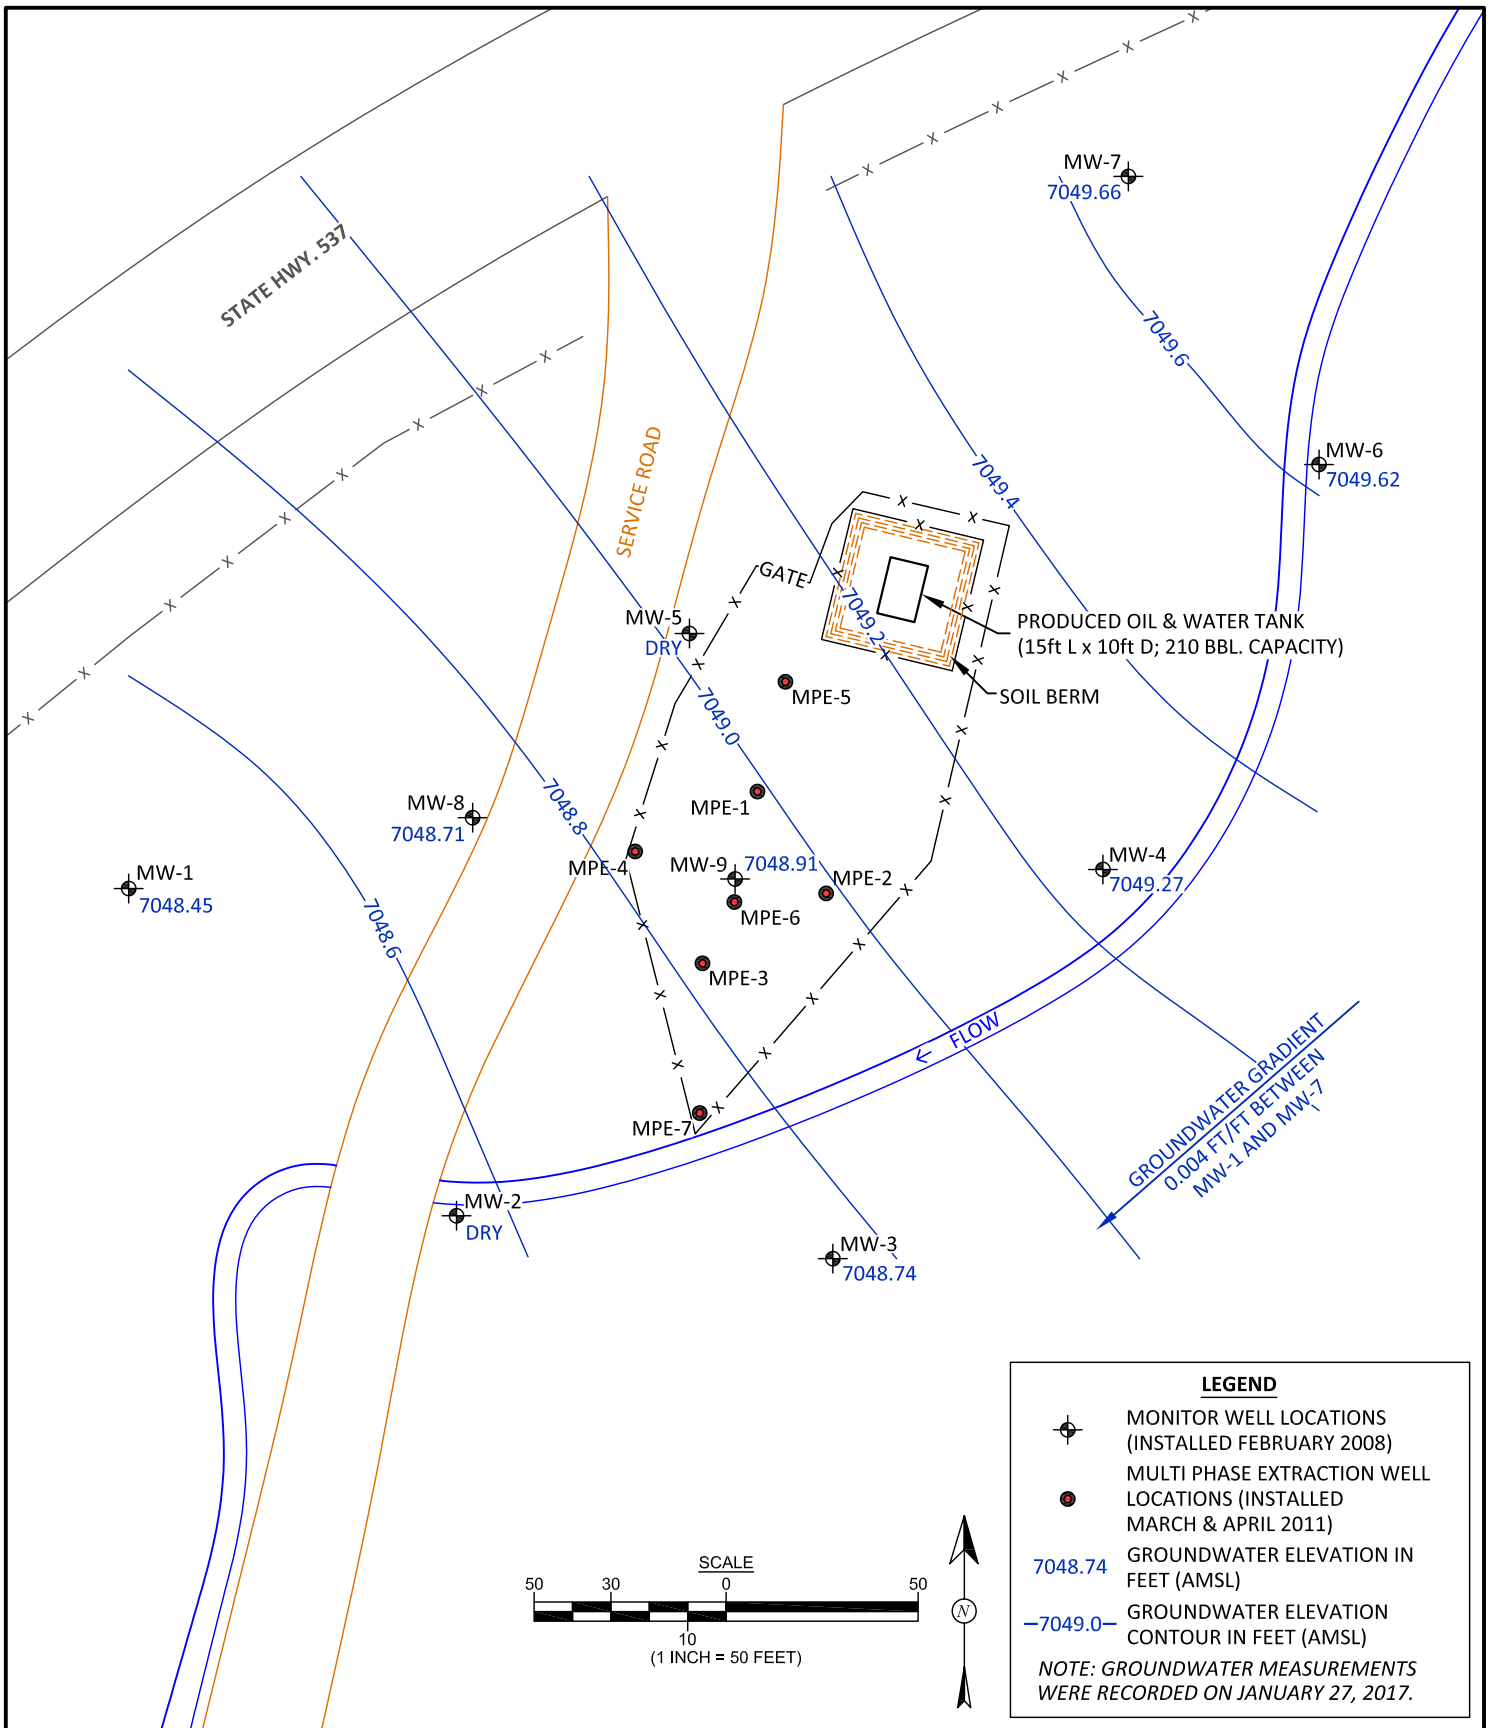 MW-7
7049.66
STATE HWY. 537
7049.6
SERVICE ROAD
MW-6
7049.62
7049.4
X
GATE
7049.2
MW-5
DRY
PRODUCED OIL & WATER TANK
(15ft L x 10ft D; 210 BBL. CAPACITY)
SOIL BERM
MPE-5
7049.0
7048.8
MPE-1
MW-8
7048.71
MPE-4
MW-9
7048.91
MPE-2
MPE-6
MW-4
7049.27
MW-1
7048.45
7048.6
MPE-3
FLOW
MPE-7
GROUNDWATER GRADIENT
0.004 FT/FT BETWEEN
MW-1 AND MW-7
MW-2
DRY
MW-3
7048.74
LEGEND
MONITOR WELL LOCATIONS
(INSTALLED FEBRUARY 2008)
MULTI PHASE EXTRACTION WELL
LOCATIONS (INSTALLED
MARCH & APRIL 2011)
7048.74
GROUNDWATER ELEVATION IN
FEET (AMSL)
7049.0
GROUNDWATER ELEVATION
CONTOUR IN FEET (AMSL)
NOTE: GROUNDWATER MEASUREMENTS
WERE RECORDED ON JANUARY 27, 2017.
SCALE
50 30 0 50
10
(1 INCH = 50 FEET)
N